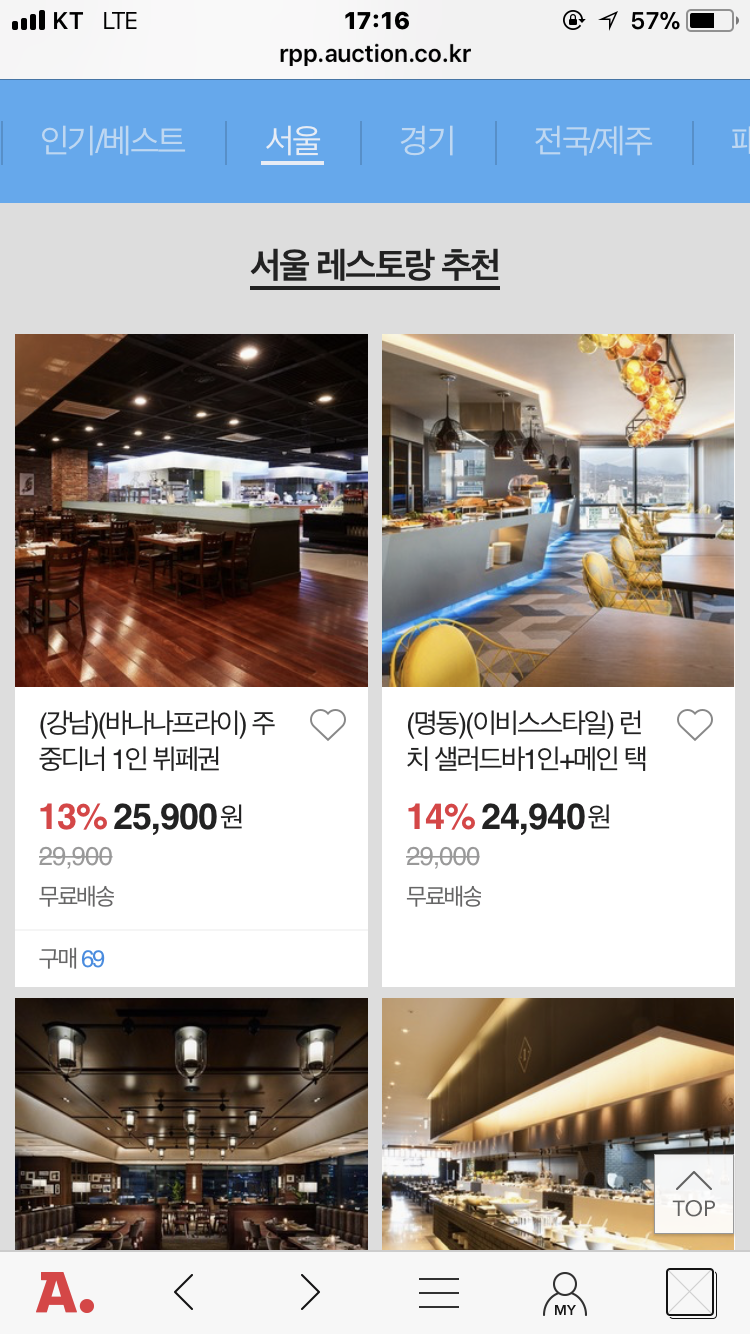 KT LTE 17:16 57%
rpp.auction.co.kr
인기/베스트 서울 경기 전국/제주
서울 레스토랑 추천
(강남)(바나나프라이) 주
중디너 1인 뷔페권
13% 25,900원
29,900
무료배송
구매 69
(명동)(이비스스타일) 런
치 샐러드바1인+메인 택
14% 24,940원
29,000
무료배송
TOP
A.
MY